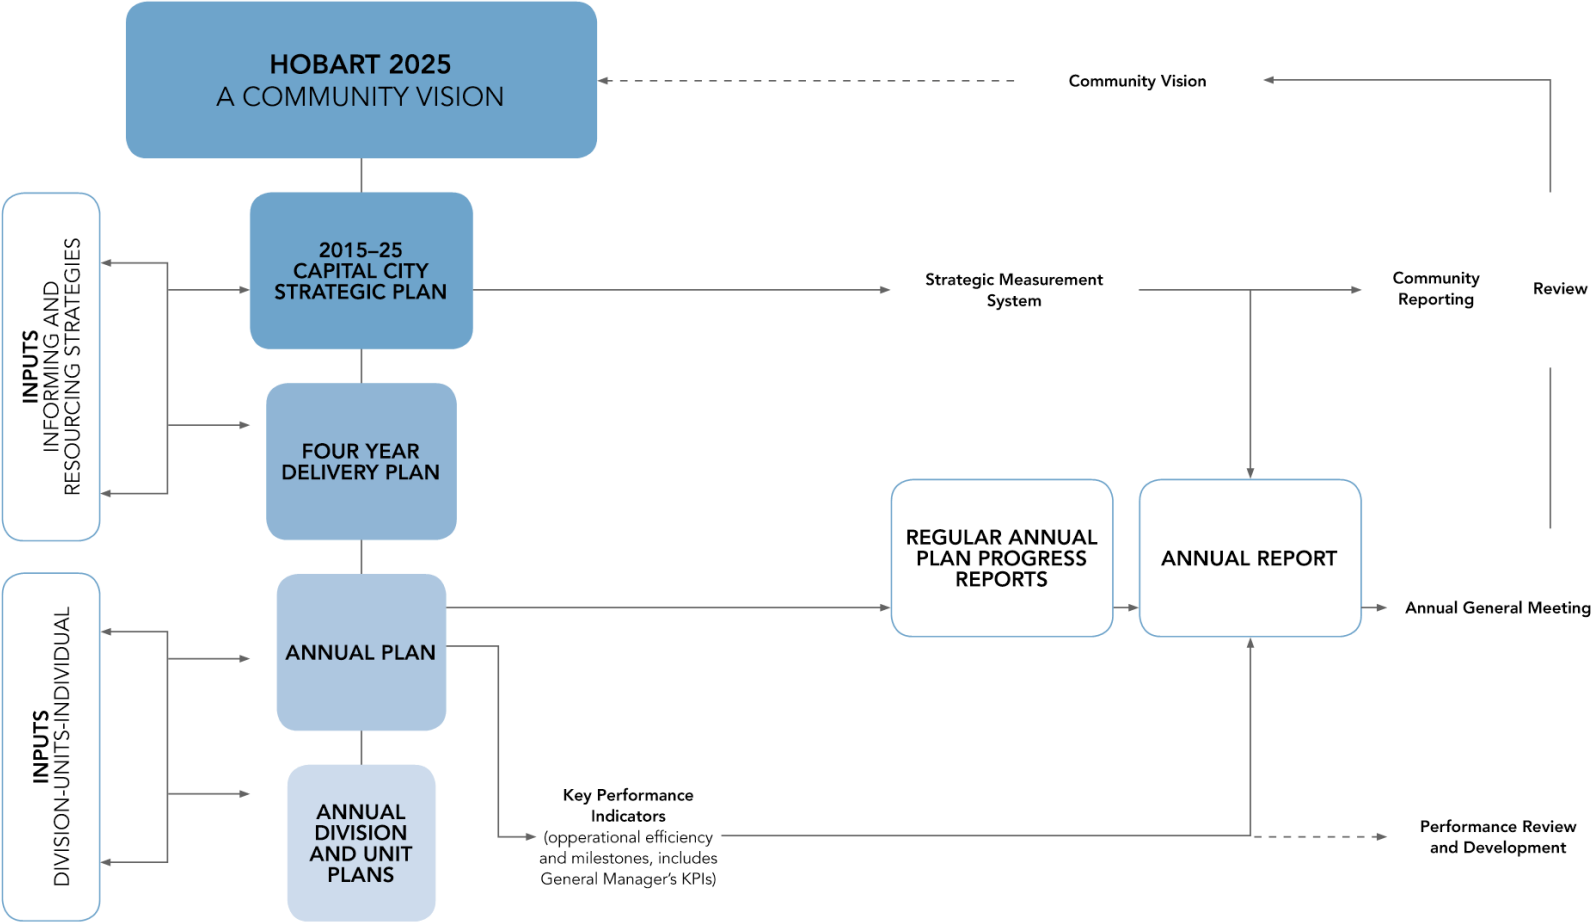 HOBART 2025
A COMMUNITY VISION
Community Vision
INPUTS
INFORMING AND
RESOURCING STRATEGIES
2015–25
CAPITAL CITY
STRATEGIC PLAN
Strategic Measurement
System
Community
Reporting
Review
FOUR YEAR
DELIVERY PLAN
REGULAR ANNUAL
PLAN PROGRESS
REPORTS
ANNUAL REPORT
Annual General Meeting
INPUTS
DIVISION-UNITS-INDIVIDUAL
ANNUAL PLAN
ANNUAL
DIVISION
AND UNIT
PLANS
Key Performance
Indicators
(opperational efficiency
and milestones, includes
General Manager’s KPIs)
Performance Review
and Development